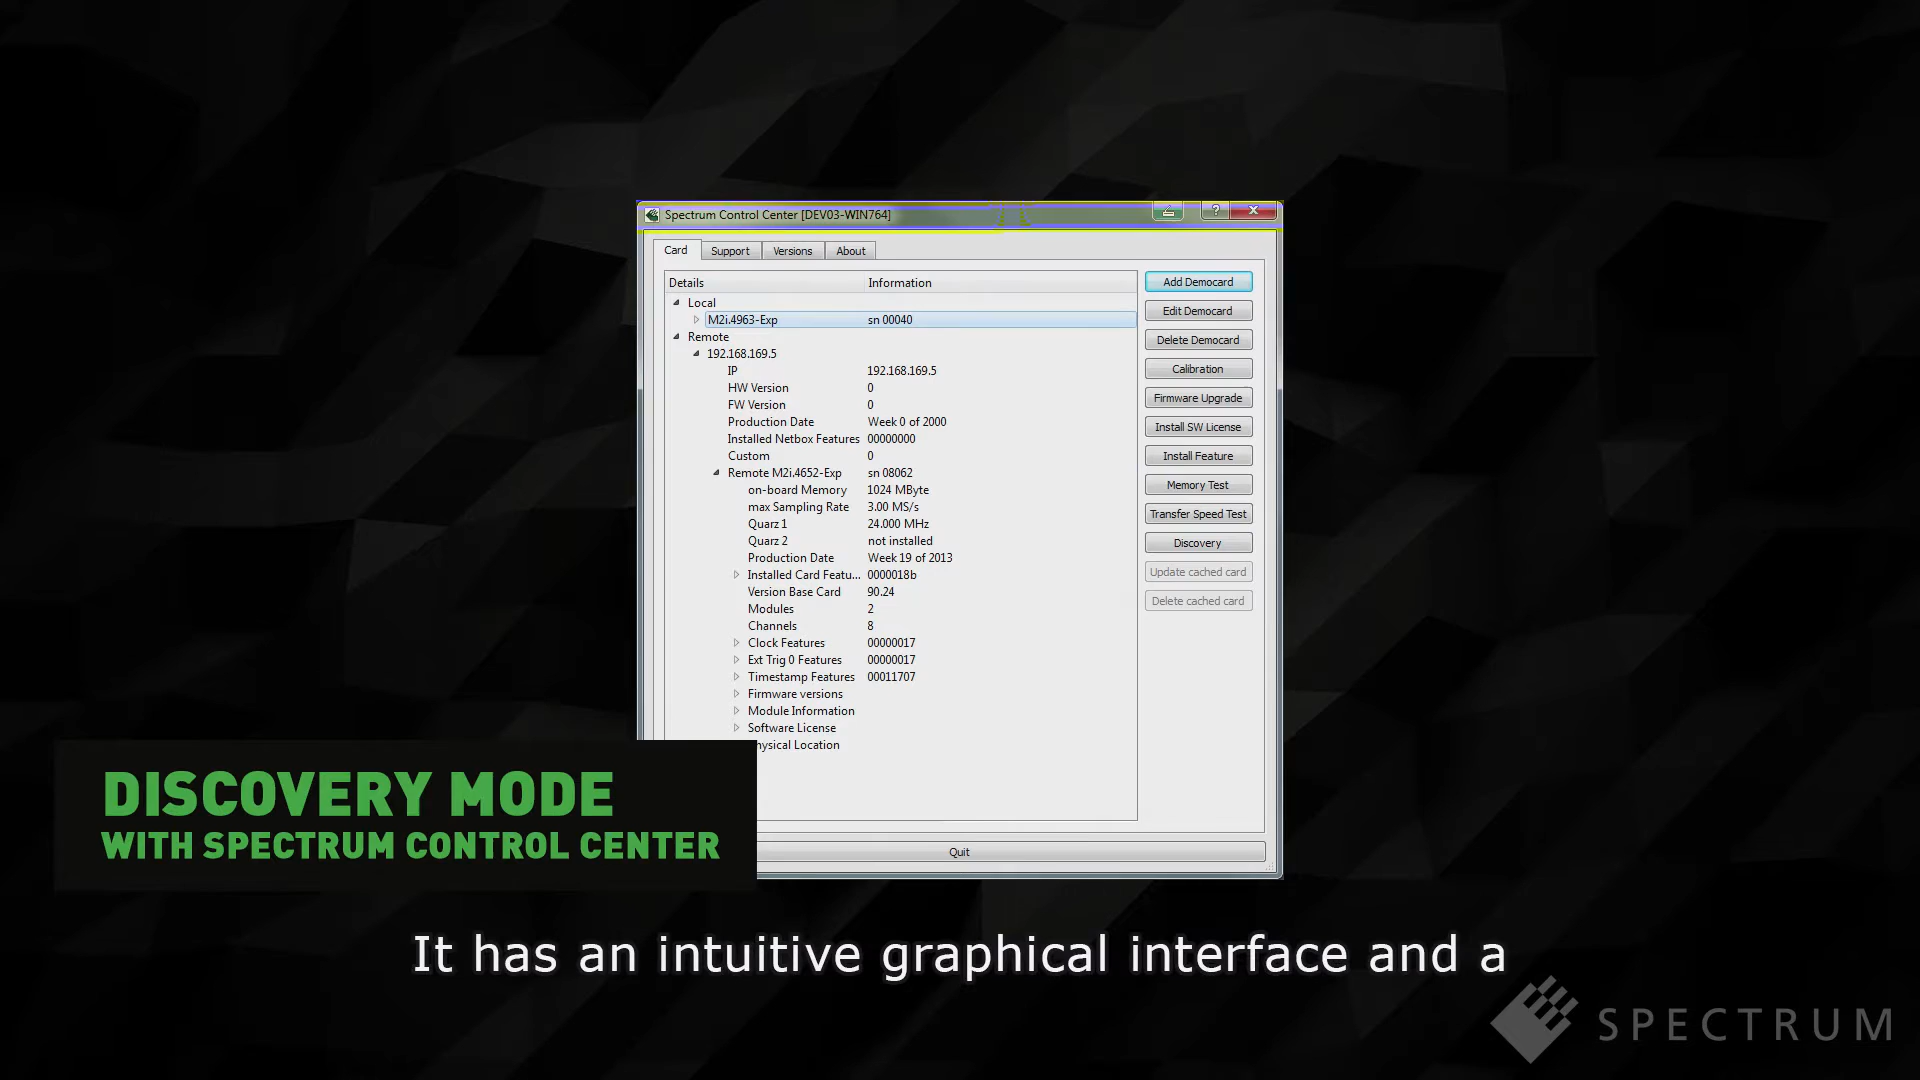 Spectrum Control Center [DEV03-WIN764]
?
Card Support Versions About
Details Information
Local
M2i.4963-Exp sn 00040
Remote
192.168.169.5
IP 192.168.169.5
HW Version 0
FW Version 0
Production Date Week 0 of 2000
Installed Netbox Features 00000000
Custom 0
Remote M2i.4652-Exp sn 08062
on-board Memory 1024 MByte
max Sampling Rate 3.00 MS/s
Quarz 1 24.000 MHz
Quarz 2 not installed
Production Date Week 19 of 2013
Installed Card Featu... 0000018b
Version Base Card 90.24
Modules 2
Channels 8
Clock Features 00000017
Ext Trig 0 Features 00000017
Timestamp Features 00011707
Firmware versions
Module Information
Software License
hysical Location
Add Democard
Edit Democard
Delete Democard
Calibration
Firmware Upgrade
Install SW License
Install Feature
Memory Test
Transfer Speed Test
Discovery
Update cached card
Delete cached card
Quit
DISCOVERY MODE
WITH SPECTRUM CONTROL CENTER
It has an intuitive graphical interface and a
SPECTRUM